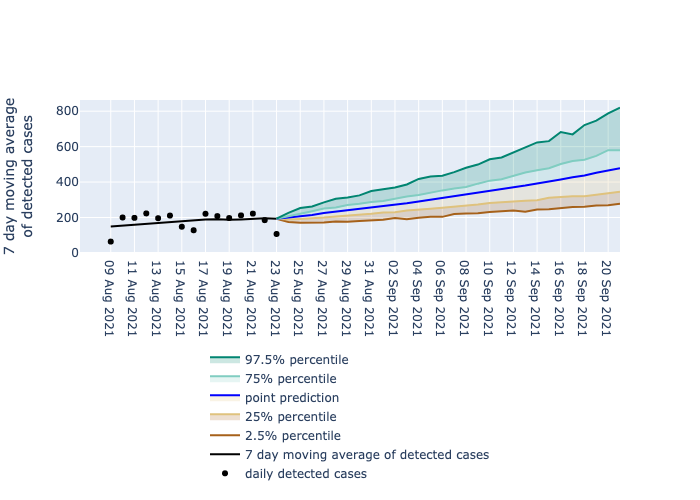 7 day moving average
of detected cases
800
600
400
200
0
09 Aug 2021
11 Aug 2021
13 Aug 2021
15 Aug 2021
17 Aug 2021
19 Aug 2021
21 Aug 2021
23 Aug 2021
25 Aug 2021
27 Aug 2021
29 Aug 2021
31 Aug 2021
02 Sep 2021
04 Sep 2021
06 Sep 2021
08 Sep 2021
10 Sep 2021
12 Sep 2021
14 Sep 2021
16 Sep 2021
18 Sep 2021
20 Sep 2021
97.5% percentile
75% percentile
point prediction
25% percentile
2.5% percentile
7 day moving average of detected cases
daily detected cases